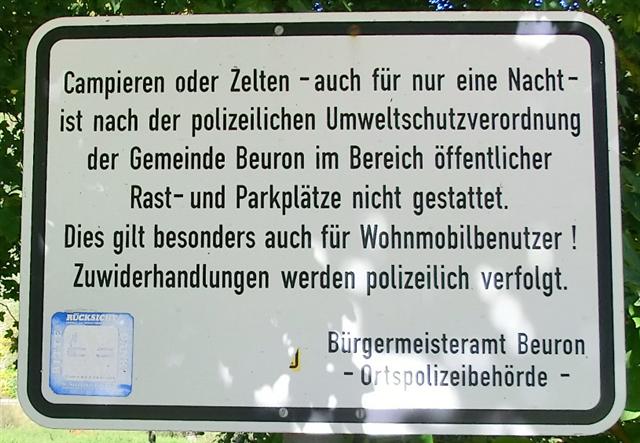 Campieren oder Zelten - auch für nur eine Nacht -
ist nach der polizeilichen Umweltschutzverordnung
der Gemeinde Beuron im Bereich öffentlicher
Rast- und Parkplätze nicht gestattet.
Dies gilt besonders auch für Wohnmobilbenutzer !
Zuwiderhandlungen werden polizeilich verfolgt.
Bürgermeisteramt Beuron
- Ortspolizeibehörde -
RÜCKSICHT